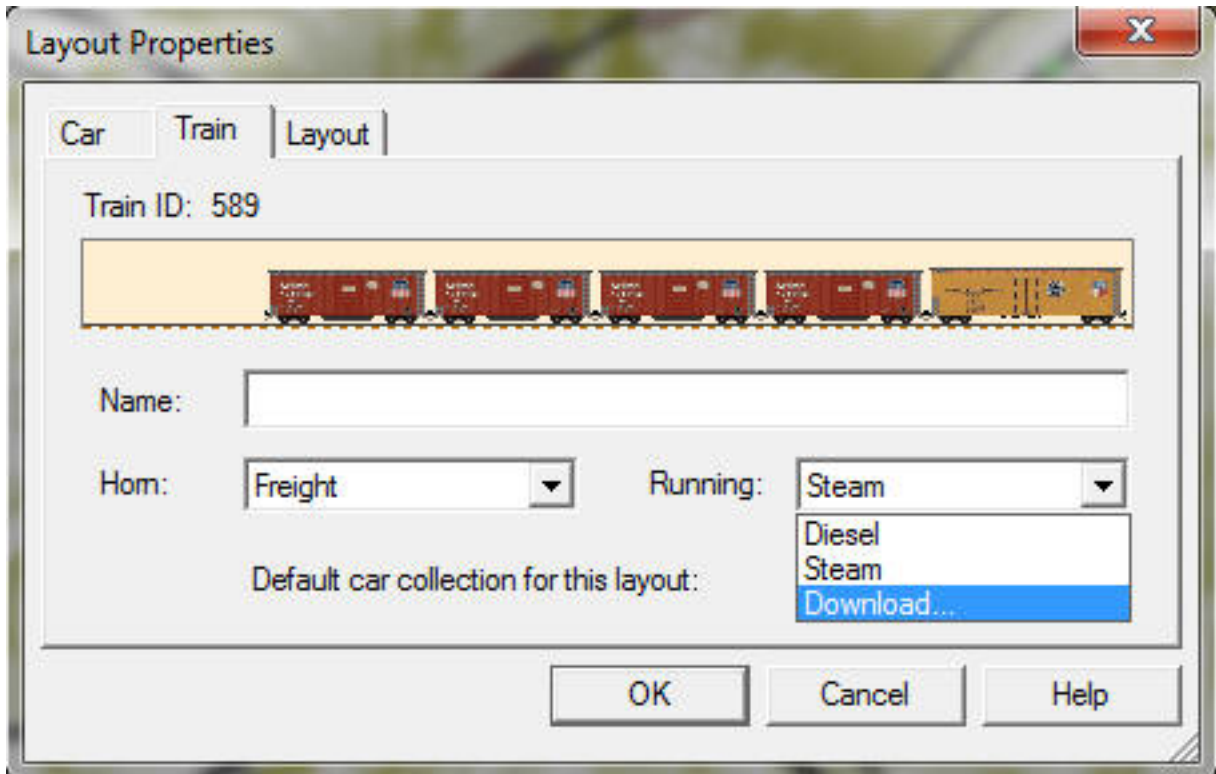 Layout Properties
Car Train Layout
Train ID: 589
Name:
Horn: Freight Running: Steam
Diesel
Steam
Default car collection for this layout:
Download...
OK Cancel Help